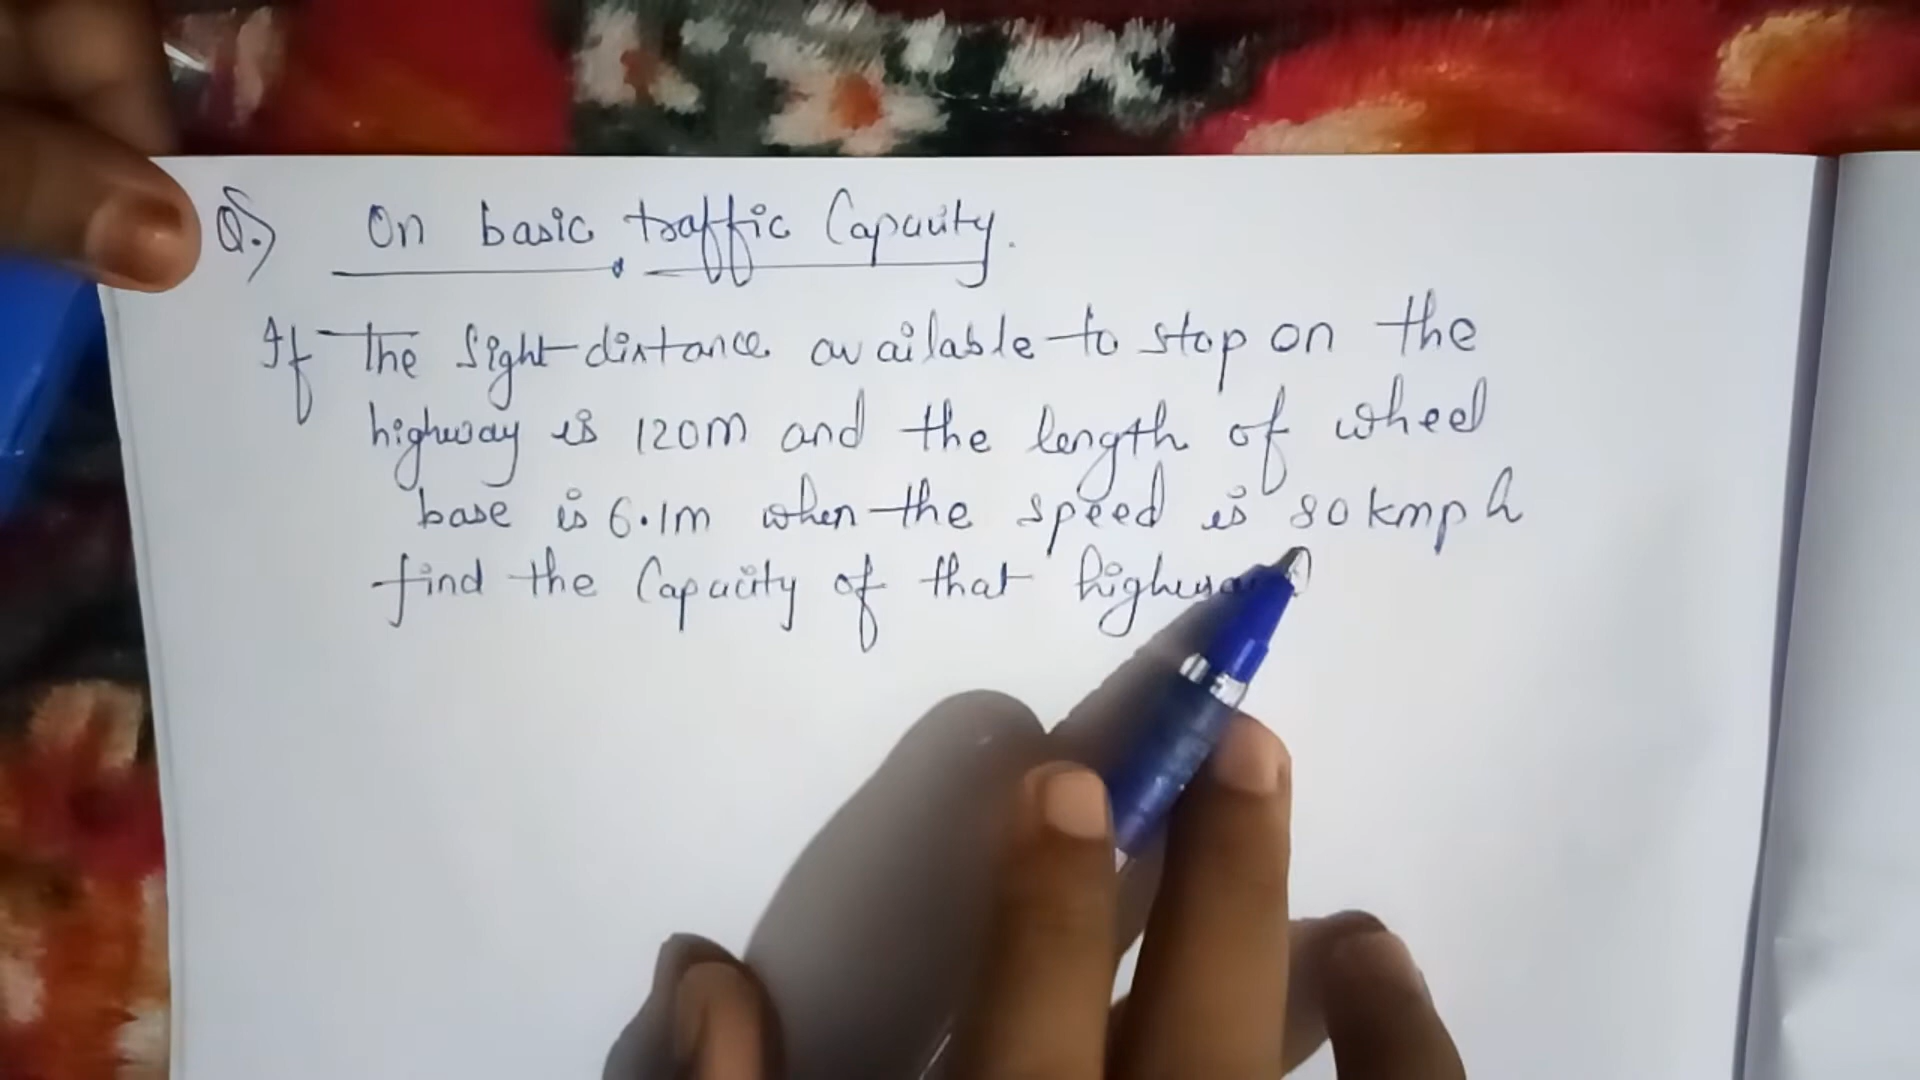 Q.) On basic traffic Capacity.
If the sight distance available to stop on the
highway is 120m and the length of wheel
base is 6.1m when the speed is 80 kmph
find the Capacity of that highway